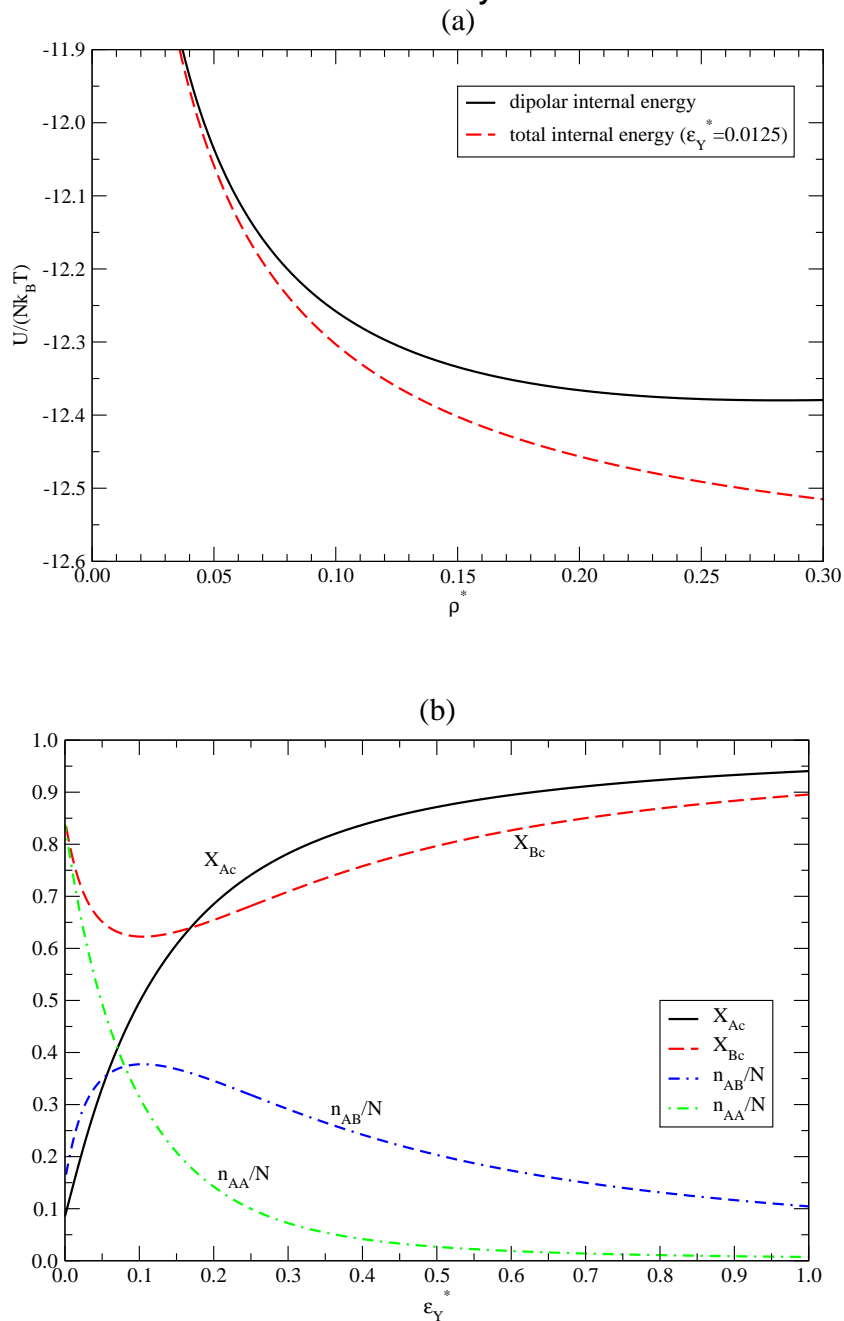 y
(a)
-11.9
-12.0
-12.1
-12.2
-12.3
-12.4
-12.5
-12.6
U/(Nk_BT)
dipolar internal energy
total internal energy (ε_Y^*=0.0125)
0.00 0.05 0.10 0.15 0.20 0.25 0.30
ρ^*
(b)
1.0
0.9
0.8
0.7
0.6
0.5
0.4
0.3
0.2
0.1
0.0
X_Ac
X_Bc
n_AB/N
n_AA/N
X_Ac
X_Bc
n_AB/N
n_AA/N
0.0 0.1 0.2 0.3 0.4 0.5 0.6 0.7 0.8 0.9 1.0
ε_Y^*